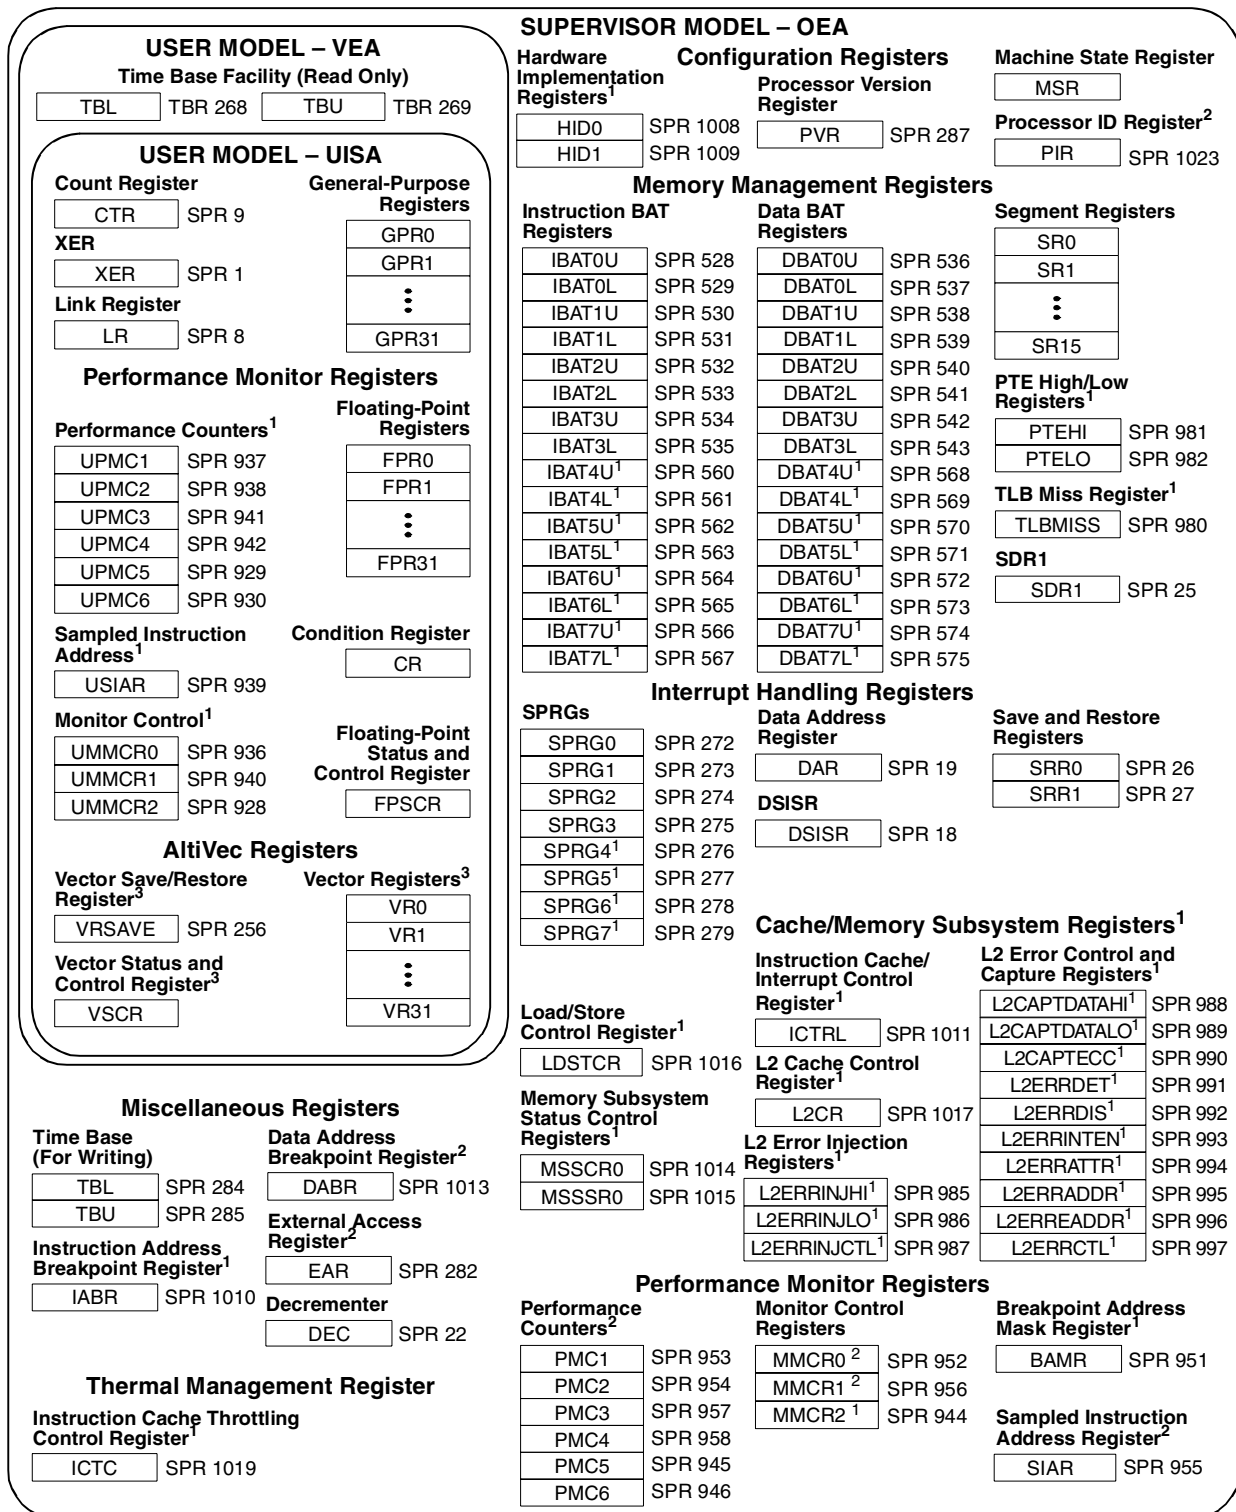 USER MODEL – VEA
Time Base Facility (Read Only)
TBL TBR 268 TBU TBR 269
USER MODEL – UISA
Count Register
CTR SPR 9
XER
XER SPR 1
Link Register
LR SPR 8
General-Purpose
Registers
GPR0
GPR1
GPR31
Performance Monitor Registers
Performance Counters1
UPMC1 SPR 937
UPMC2 SPR 938
UPMC3 SPR 941
UPMC4 SPR 942
UPMC5 SPR 929
UPMC6 SPR 930
Floating-Point
Registers
FPR0
FPR1
FPR31
Sampled Instruction
Address1
USIAR SPR 939
Condition Register
CR
Monitor Control1
UMMCR0 SPR 936
UMMCR1 SPR 940
UMMCR2 SPR 928
Floating-Point
Status and
Control Register
FPSCR
AltiVec Registers
Vector Save/Restore
Register3
VRSAVE SPR 256
Vector Status and
Control Register3
VSCR
Vector Registers3
VR0
VR1
VR31
Miscellaneous Registers
Time Base
(For Writing)
TBL SPR 284
TBU SPR 285
Instruction Address
Breakpoint Register1
IABR SPR 1010
Data Address
Breakpoint Register2
DABR SPR 1013
External Access
Register2
EAR SPR 282
Decrementer
DEC SPR 22
Thermal Management Register
Instruction Cache Throttling
Control Register1
ICTC SPR 1019
SUPERVISOR MODEL – OEA
Configuration Registers
Hardware
Implementation
Registers1
HID0 SPR 1008
HID1 SPR 1009
Processor Version
Register
PVR SPR 287
Machine State Register
MSR
Processor ID Register2
PIR SPR 1023
Memory Management Registers
Instruction BAT
Registers
IBAT0U SPR 528
IBAT0L SPR 529
IBAT1U SPR 530
IBAT1L SPR 531
IBAT2U SPR 532
IBAT2L SPR 533
IBAT3U SPR 534
IBAT3L SPR 535
IBAT4U1 SPR 560
IBAT4L1 SPR 561
IBAT5U1 SPR 562
IBAT5L1 SPR 563
IBAT6U1 SPR 564
IBAT6L1 SPR 565
IBAT7U1 SPR 566
IBAT7L1 SPR 567
Data BAT
Registers
DBAT0U SPR 536
DBAT0L SPR 537
DBAT1U SPR 538
DBAT1L SPR 539
DBAT2U SPR 540
DBAT2L SPR 541
DBAT3U SPR 542
DBAT3L SPR 543
DBAT4U1 SPR 568
DBAT4L1 SPR 569
DBAT5U1 SPR 570
DBAT5L1 SPR 571
DBAT6U1 SPR 572
DBAT6L1 SPR 573
DBAT7U1 SPR 574
DBAT7L1 SPR 575
Segment Registers
SR0
SR1
SR15
PTE High/Low
Registers1
PTEHI SPR 981
PTELO SPR 982
TLB Miss Register1
TLBMISS SPR 980
SDR1
SDR1 SPR 25
Interrupt Handling Registers
SPRGs
SPRG0 SPR 272
SPRG1 SPR 273
SPRG2 SPR 274
SPRG3 SPR 275
SPRG41 SPR 276
SPRG51 SPR 277
SPRG61 SPR 278
SPRG71 SPR 279
Data Address
Register
DAR SPR 19
DSISR
DSISR SPR 18
Save and Restore
Registers
SRR0 SPR 26
SRR1 SPR 27
Cache/Memory Subsystem Registers1
Load/Store
Control Register1
LDSTCR SPR 1016
Memory Subsystem
Status Control
Registers1
MSSCR0 SPR 1014
MSSSR0 SPR 1015
Instruction Cache/
Interrupt Control
Register1
ICTRL SPR 1011
L2 Cache Control
Register1
L2CR SPR 1017
L2 Error Injection
Registers1
L2ERRINJHI1 SPR 985
L2ERRINJLO1 SPR 986
L2ERRINJCTL1 SPR 987
L2 Error Control and
Capture Registers1
L2CAPTDATAHI1 SPR 988
L2CAPTDATALO1 SPR 989
L2CAPTECC1 SPR 990
L2ERRDET1 SPR 991
L2ERRDIS1 SPR 992
L2ERRINTEN1 SPR 993
L2ERRATTR1 SPR 994
L2ERRADDR1 SPR 995
L2ERREADDR1 SPR 996
L2ERRCTL1 SPR 997
Performance Monitor Registers
Performance
Counters2
PMC1 SPR 953
PMC2 SPR 954
PMC3 SPR 957
PMC4 SPR 958
PMC5 SPR 945
PMC6 SPR 946
Monitor Control
Registers
MMCR0 2 SPR 952
MMCR1 2 SPR 956
MMCR2 1 SPR 944
Breakpoint Address
Mask Register1
BAMR SPR 951
Sampled Instruction
Address Register2
SIAR SPR 955